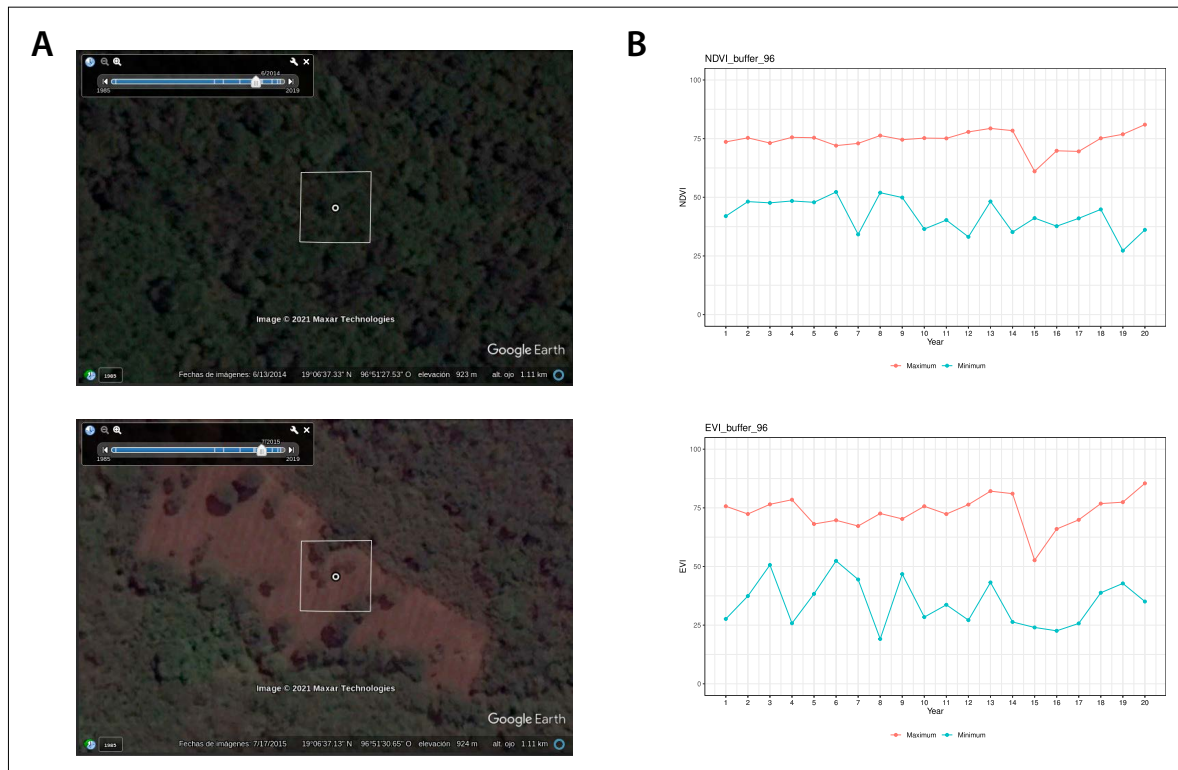 A
6/2014
1985
2019
Image © 2021 Maxar Technologies
Google Earth
1985
Fechas de imágenes: 6/13/2014 19°06'37.33" N 96°51'27.53" O elevación 923 m alt. ojo 1.11 km
7/2015
1985
2019
Image © 2021 Maxar Technologies
Google Earth
1985
Fechas de imágenes: 7/17/2015 19°06'37.13" N 96°51'30.65" O elevación 924 m alt. ojo 1.11 km
B
NDVI_buffer_96
100
75
50
25
0
NDVI
1 2 3 4 5 6 7 8 9 10 11 12 13 14 15 16 17 18 19 20
Year
Maximum Minimum
EVI_buffer_96
100
75
50
25
0
EVI
1 2 3 4 5 6 7 8 9 10 11 12 13 14 15 16 17 18 19 20
Year
Maximum Minimum